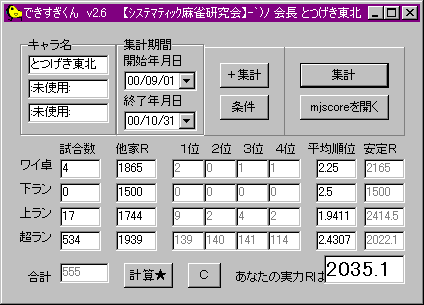 できすぎくん v2.6 【ｼｽﾃﾏﾃｨｯｸ麻雀研究会】-`)ノ 会長 とつげき東北
キャラ名
とつげき東北
:未使用:
:未使用:
集計期間
開始年月日
00/09/01
終了年月日
00/10/31
＋集計
条件
集計
mjscoreを開く
試合数 他家R 1位 2位 3位 4位 平均順位 安定R
ワイ卓 4 1865 2 0 1 1 2.25 2165
下ラン 0 1500 0 0 0 0 2.5 1500
上ラン 17 1744 9 2 4 2 1.9411 2414.5
超ラン 534 1939 139 140 141 114 2.4307 2022.1
合計 555 計算★ C あなたの実力Rは 2035.1